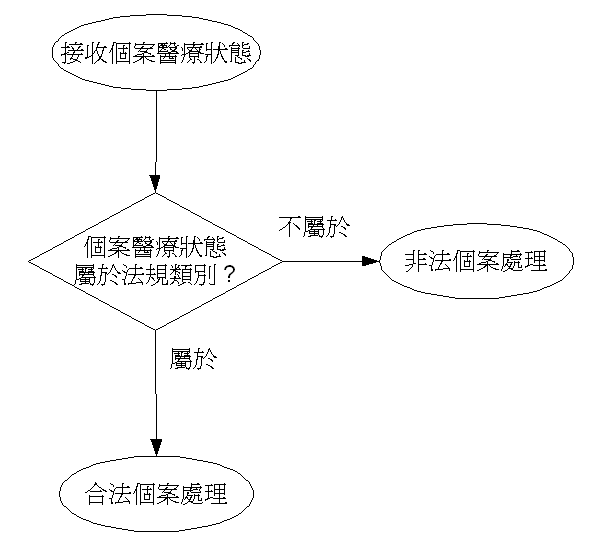 接收個案醫療狀態
個案醫療狀態
屬於法規類別？
不屬於
非法個案處理
屬於
合法個案處理